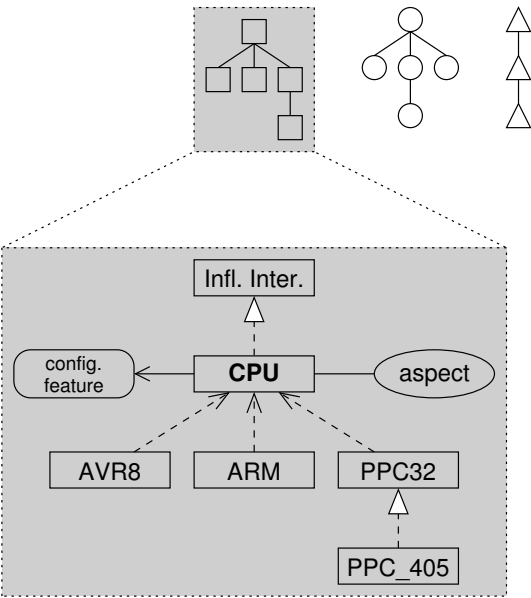 Infl. Inter.
config.
feature
CPU
aspect
AVR8
ARM
PPC32
PPC_405